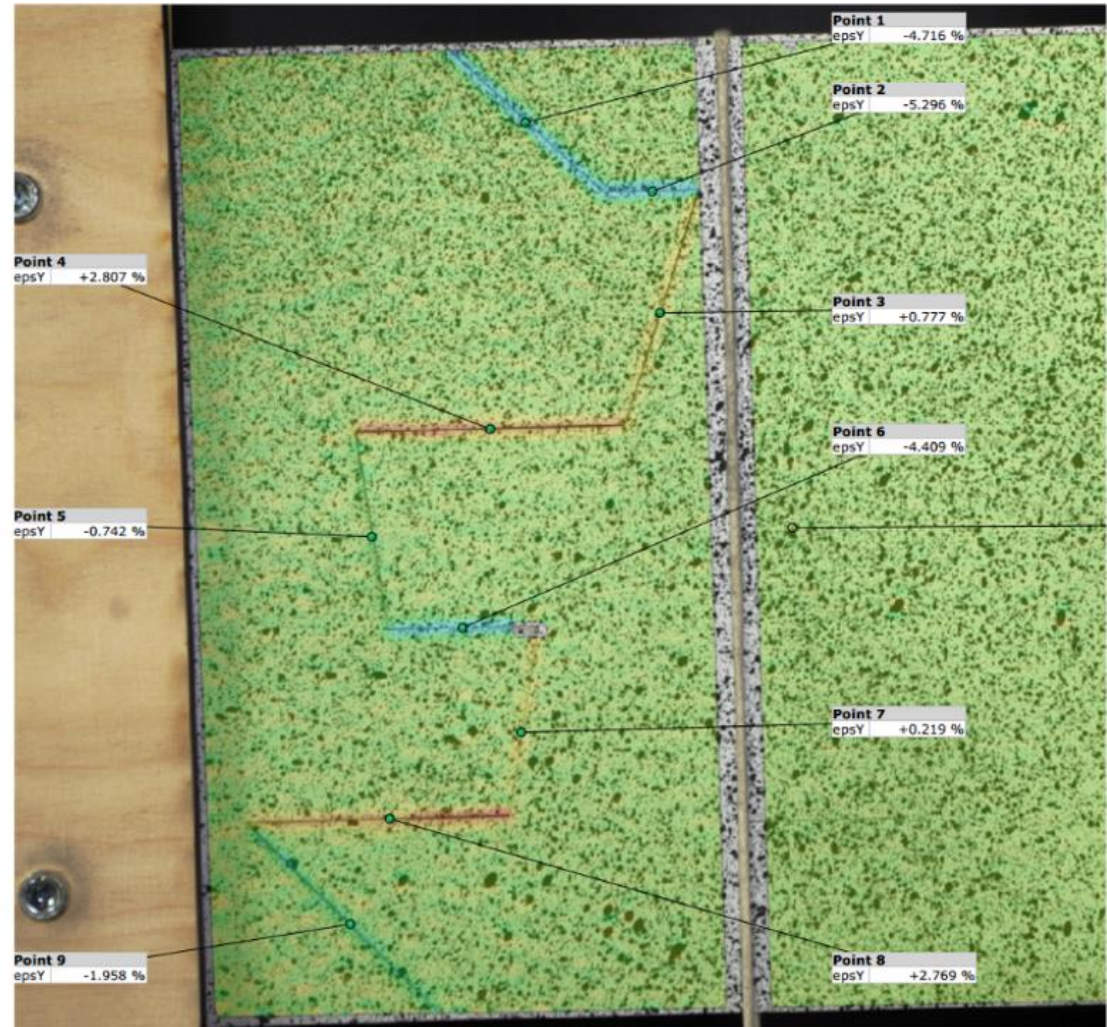 Point 1
epsY -4.716 %
Point 2
epsY -5.296 %
Point 4
epsY +2.807 %
Point 3
epsY +0.777 %
Point 6
epsY -4.409 %
Point 5
epsY -0.742 %
Point 7
epsY +0.219 %
Point 9
epsY -1.958 %
Point 8
epsY +2.769 %